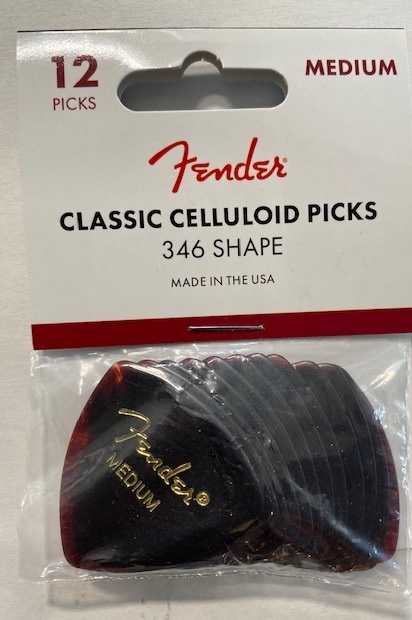 12
PICKS
MEDIUM
Fender®
CLASSIC CELLULOID PICKS
346 SHAPE
MADE IN THE USA
Fender®
MEDIUM